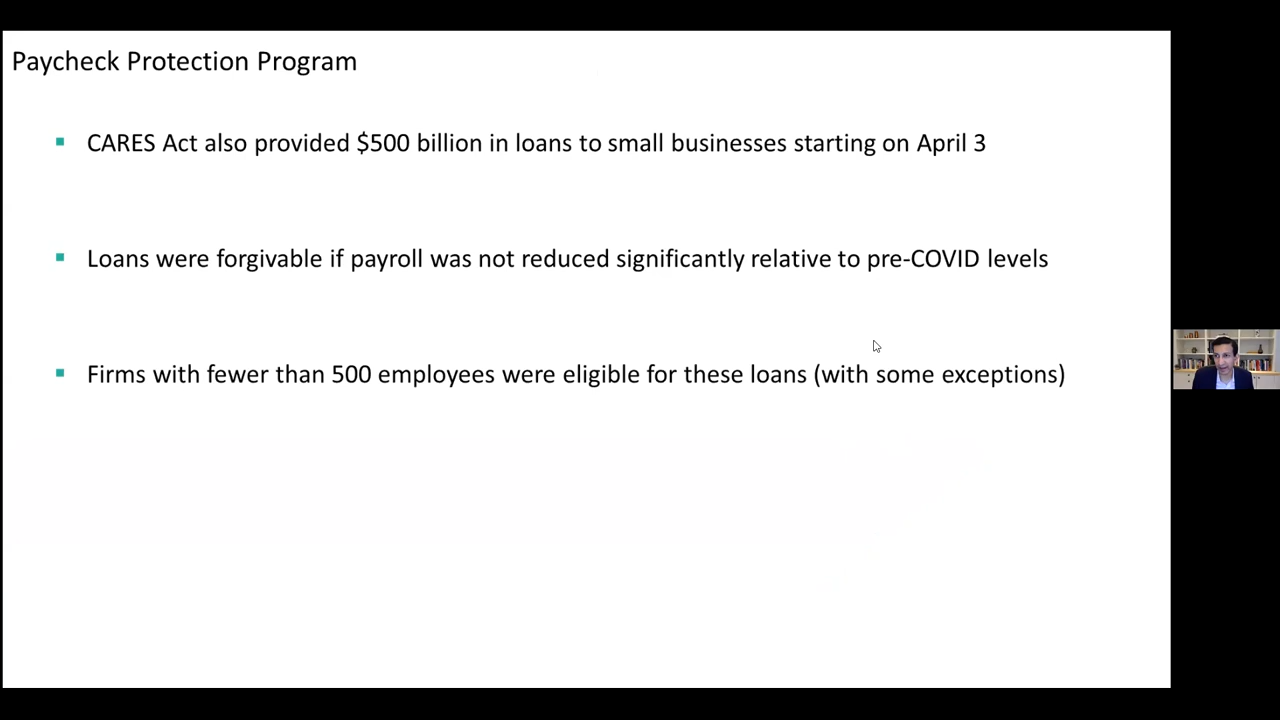 Paycheck Protection Program
CARES Act also provided $500 billion in loans to small businesses starting on April 3
Loans were forgivable if payroll was not reduced significantly relative to pre-COVID levels
Firms with fewer than 500 employees were eligible for these loans (with some exceptions)